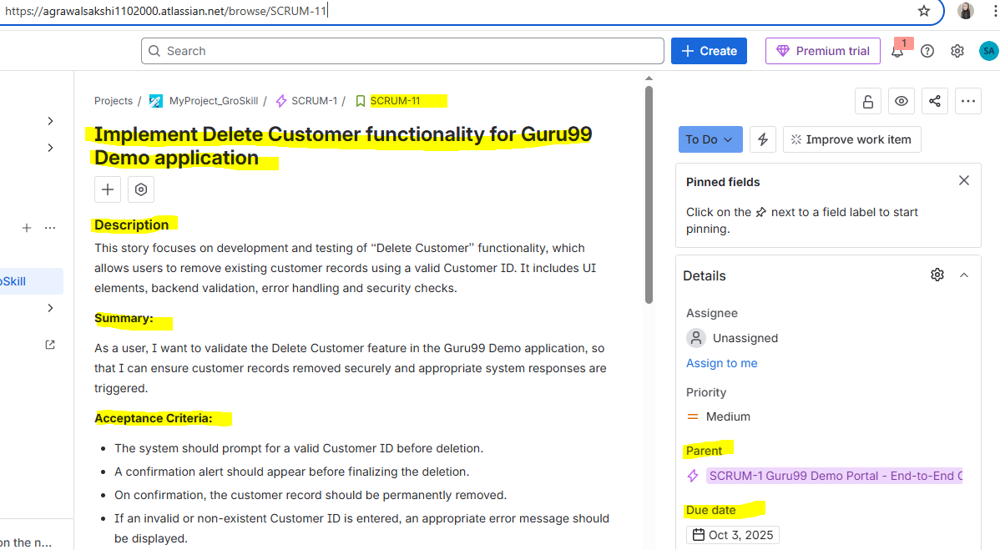 https://agrawalsakshi1102000.atlassian.net/browse/SCRUM-11
Search
+ Create
Premium trial
1
SA
Projects / MyProject_GroSkill / SCRUM-1 / SCRUM-11
Implement Delete Customer functionality for Guru99
Demo application
Description
This story focuses on development and testing of “Delete Customer” functionality, which
allows users to remove existing customer records using a valid Customer ID. It includes UI
elements, backend validation, error handling and security checks.
Summary:
As a user, I want to validate the Delete Customer feature in the Guru99 Demo application, so
that I can ensure customer records removed securely and appropriate system responses are
triggered.
Acceptance Criteria:
• The system should prompt for a valid Customer ID before deletion.
• A confirmation alert should appear before finalizing the deletion.
• On confirmation, the customer record should be permanently removed.
• If an invalid or non-existent Customer ID is entered, an appropriate error message should
be displayed.
oSkill
on the n...
To Do
Improve work item
Pinned fields
Click on the next to a field label to start
pinning.
Details
Assignee
Unassigned
Assign to me
Priority
Medium
Parent
SCRUM-1 Guru99 Demo Portal - End-to-End C
Due date
Oct 3, 2025